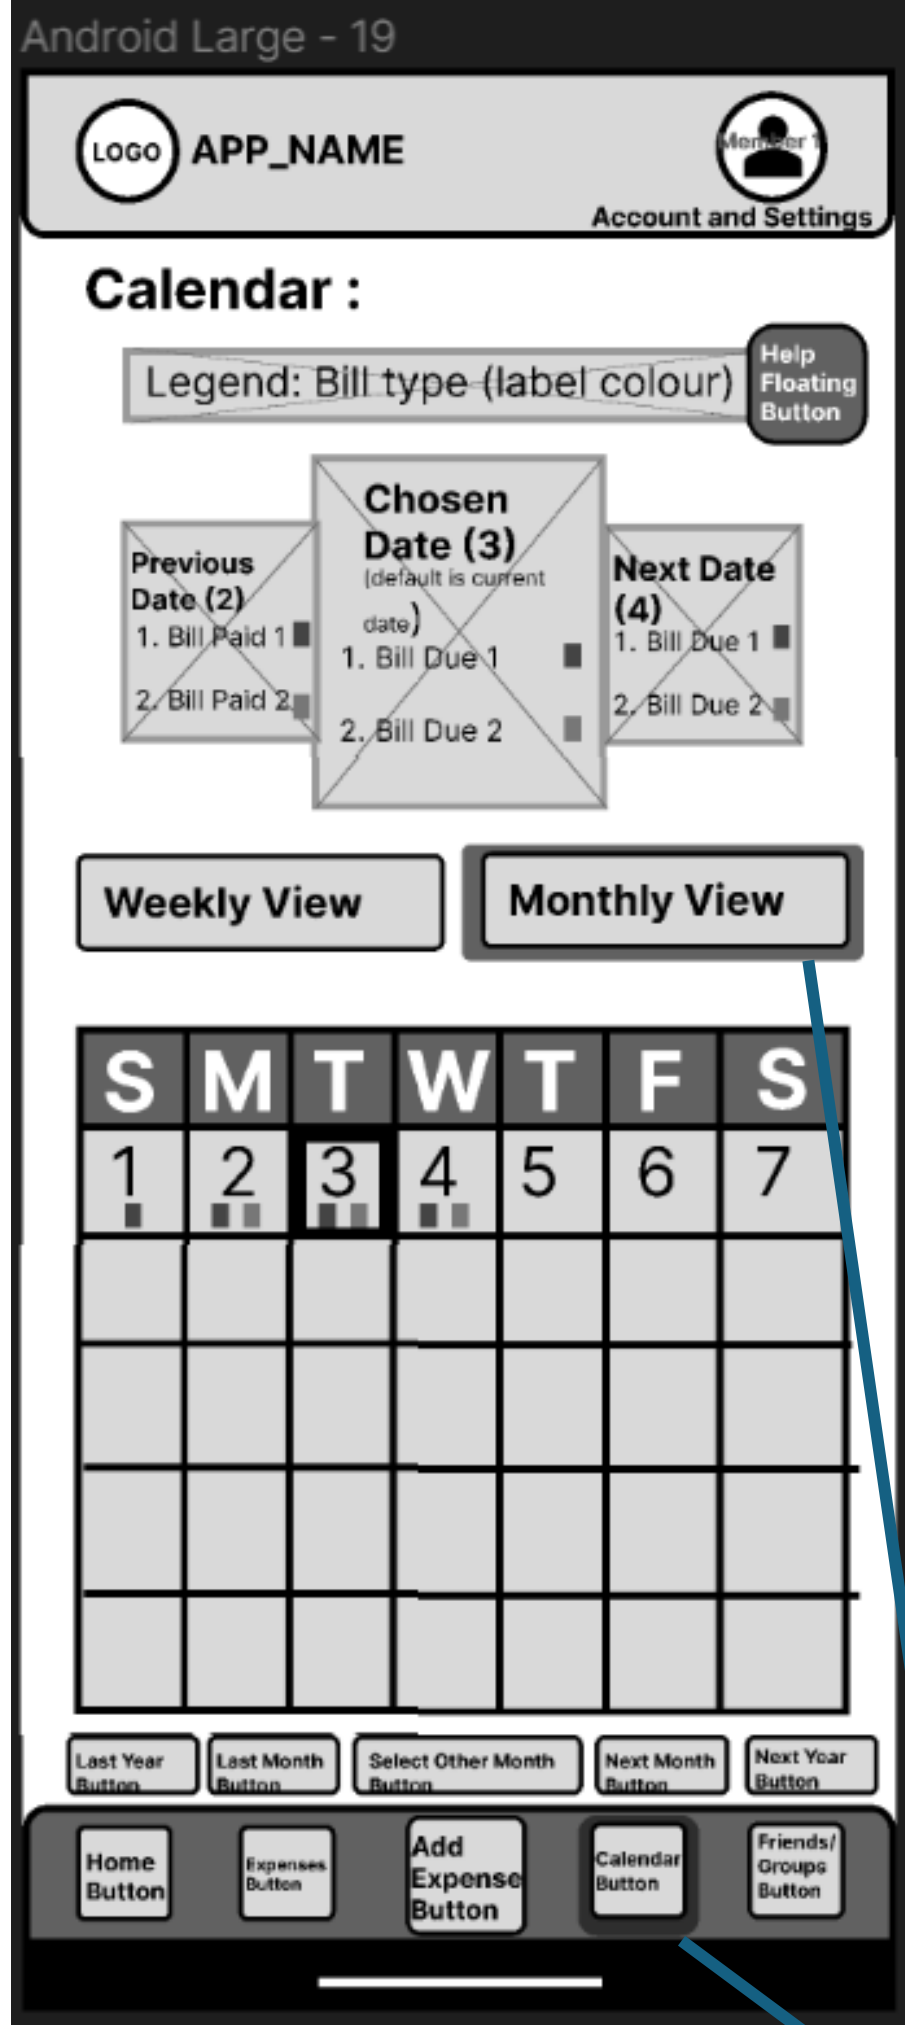 Android Large - 19
LOGO
APP_NAME
Member 1
Account and Settings
Calendar :
Legend: Bill type (label colour)
Help
Floating
Button
Previous
Date (2)
1. Bill Paid 1
2. Bill Paid 2
Chosen
Date (3)
(default is current
date)
1. Bill Due 1
2. Bill Due 2
Next Date
(4)
1. Bill Due 1
2. Bill Due 2
Weekly View
Monthly View
S M T W T F S
1 2 3 4 5 6 7
Last Year
Button
Last Month
Button
Select Other Month
Button
Next Month
Button
Next Year
Button
Home
Button
Expenses
Button
Add
Expense
Button
Calendar
Button
Friends/
Groups
Button